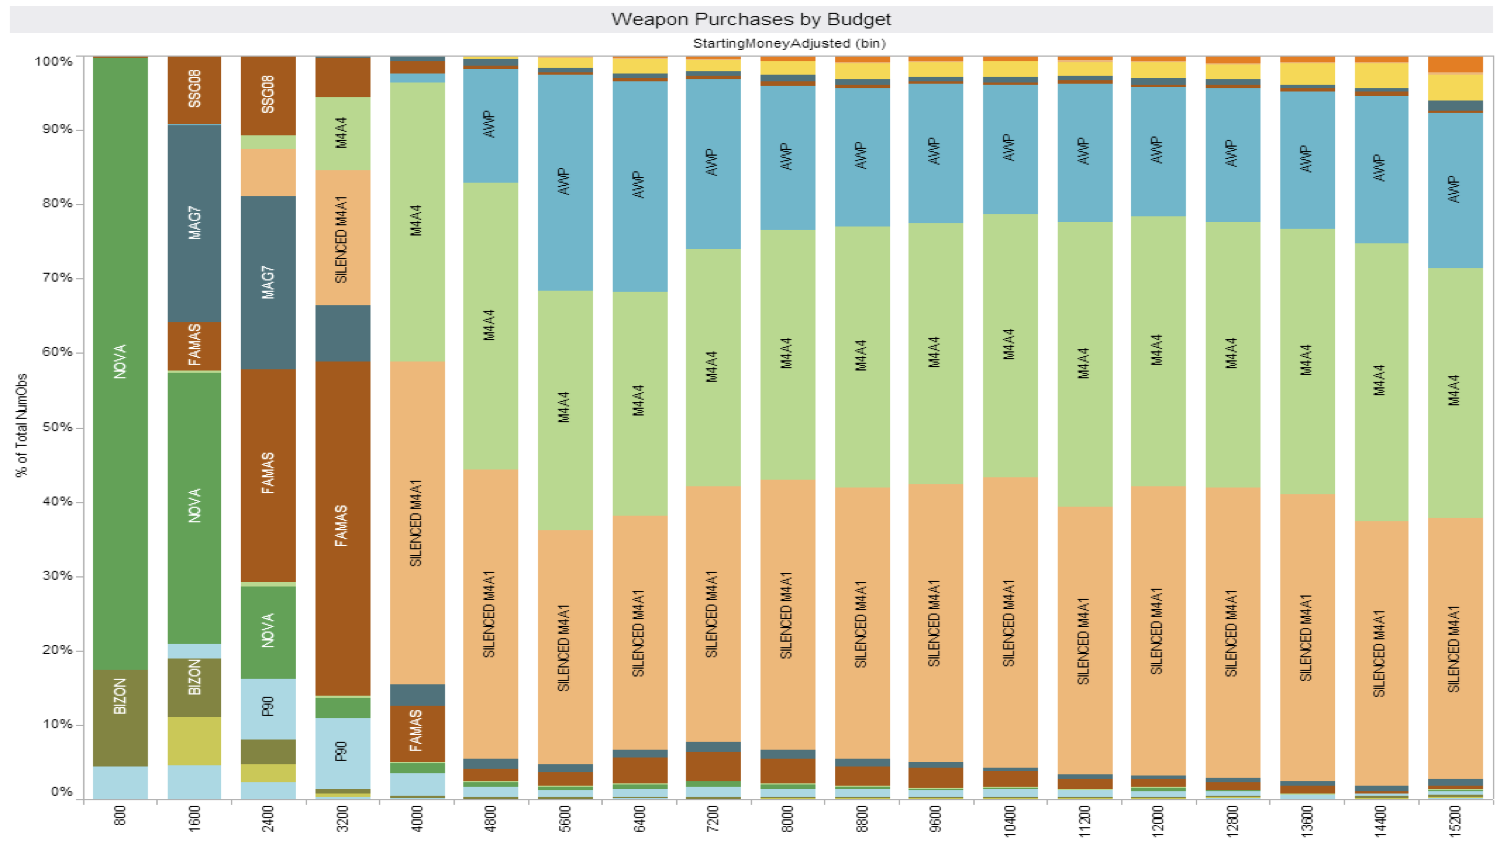 Weapon Purchases by Budget
StartingMoneyAdjusted (bin)
% of Total NumObs
100%
90%
80%
70%
60%
50%
40%
30%
20%
10%
0%
NOVA
BIZON
SSG08
MAG7
FAMAS
NOVA
BIZON
SSG08
MAG7
FAMAS
NOVA
P90
M4A4
SILENCED M4A1
FAMAS
P90
M4A4
SILENCED M4A1
FAMAS
AWP
M4A4
SILENCED M4A1
AWP
M4A4
SILENCED M4A1
AWP
M4A4
SILENCED M4A1
AWP
M4A4
SILENCED M4A1
AWP
M4A4
SILENCED M4A1
AWP
M4A4
SILENCED M4A1
AWP
M4A4
SILENCED M4A1
AWP
M4A4
SILENCED M4A1
AWP
M4A4
SILENCED M4A1
AWP
M4A4
SILENCED M4A1
AWP
M4A4
SILENCED M4A1
AWP
M4A4
SILENCED M4A1
AWP
M4A4
SILENCED M4A1
AWP
M4A4
SILENCED M4A1
800
1600
2400
3200
4000
4800
5600
6400
7200
8000
8800
9600
10400
11200
12000
12800
13600
14400
15200